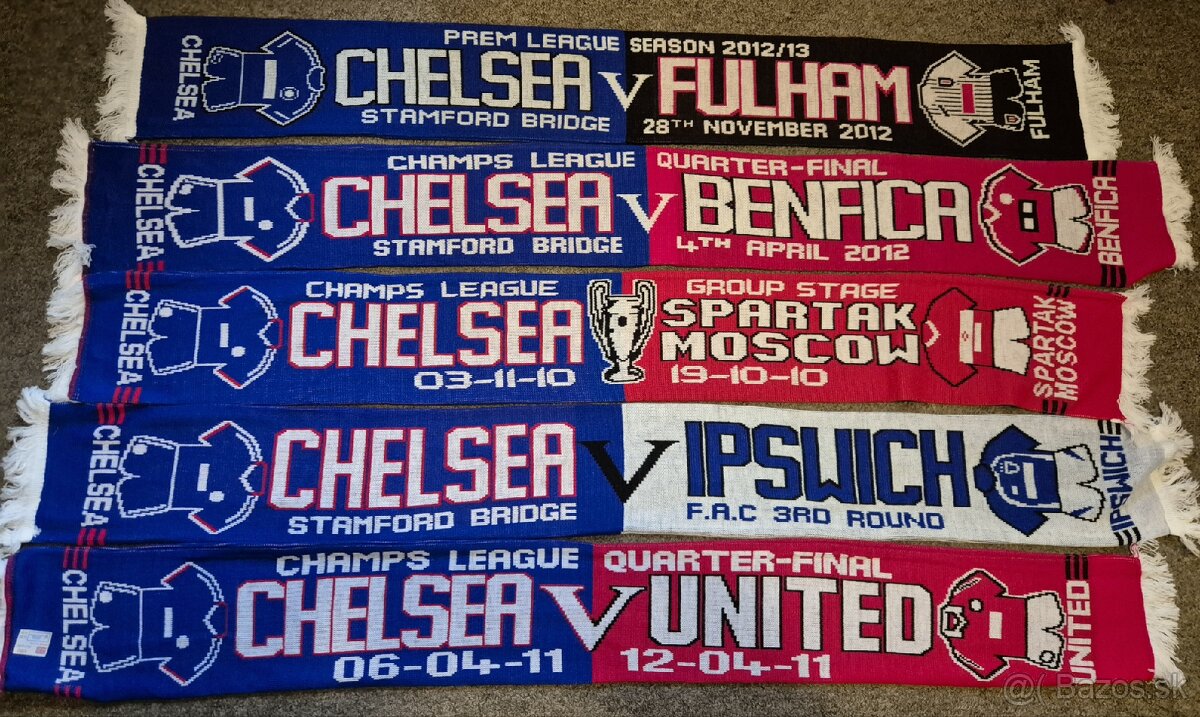 PREM LEAGUE SEASON 2012/13
CHELSEA CHELSEA V FULHAM FULHAM
STAMFORD BRIDGE 28TH NOVEMBER 2012
CHAMPS LEAGUE QUARTER-FINAL
CHELSEA CHELSEA V BENFICA BENFICA
STAMFORD BRIDGE 4TH APRIL 2012
CHAMPS LEAGUE GROUP STAGE
CHELSEA CHELSEA SPARTAK MOSCOW SPARTAK MOSCOW
03-11-10 19-10-10
CHELSEA CHELSEA V IPSWICH IPSWICH
STAMFORD BRIDGE F.A.C 3RD ROUND
CHAMPS LEAGUE QUARTER-FINAL
CHELSEA CHELSEA V UNITED UNITED
06-04-11 12-04-11
@( Bazos.sk